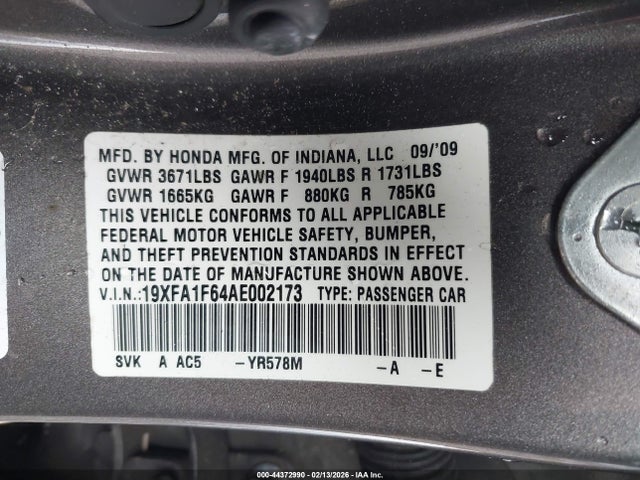 MFD. BY HONDA MFG. OF INDIANA, LLC 09/'09
GVWR 3671LBS GAWR F 1940LBS R 1731LBS
GVWR 1665KG GAWR F 880KG R 785KG
THIS VEHICLE CONFORMS TO ALL APPLICABLE
FEDERAL MOTOR VEHICLE SAFETY, BUMPER,
AND THEFT PREVENTION STANDARDS IN EFFECT
ON THE DATE OF MANUFACTURE SHOWN ABOVE.
V.I.N.:19XFA1F64AE002173 TYPE: PASSENGER CAR
SVK A AC5 -YR578M -A -E
000-44372990 - 02/13/2026 - IAA Inc.